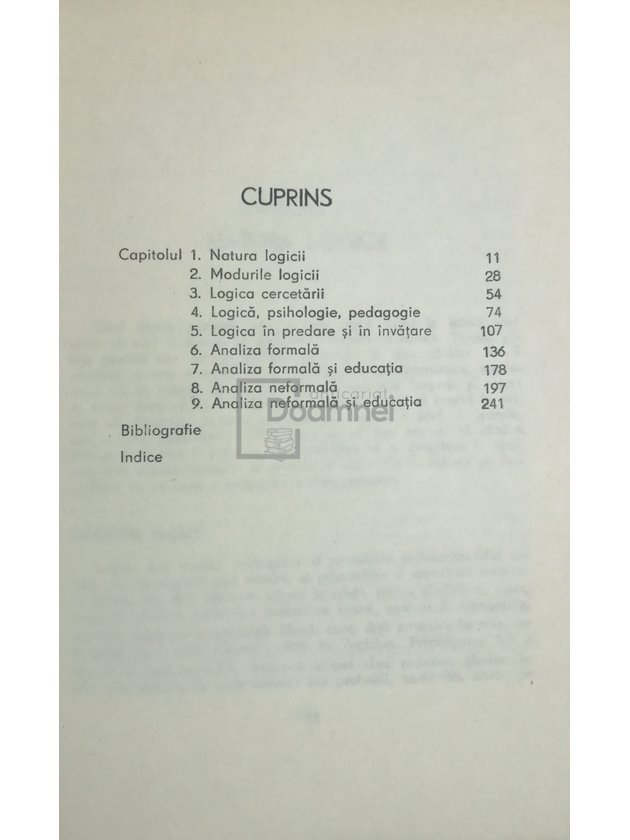 CUPRINS
Capitolul 1. Natura logicii 11
2. Modurile logicii 28
3. Logica cercetării 54
4. Logică, psihologie, pedagogie 74
5. Logica în predare și în învățare 107
6. Analiza formală 136
7. Analiza formală și educația 178
8. Analiza neformală 197
anticariat
Doamnei
9. Analiza neformală și educația 241
Bibliografie
Indice